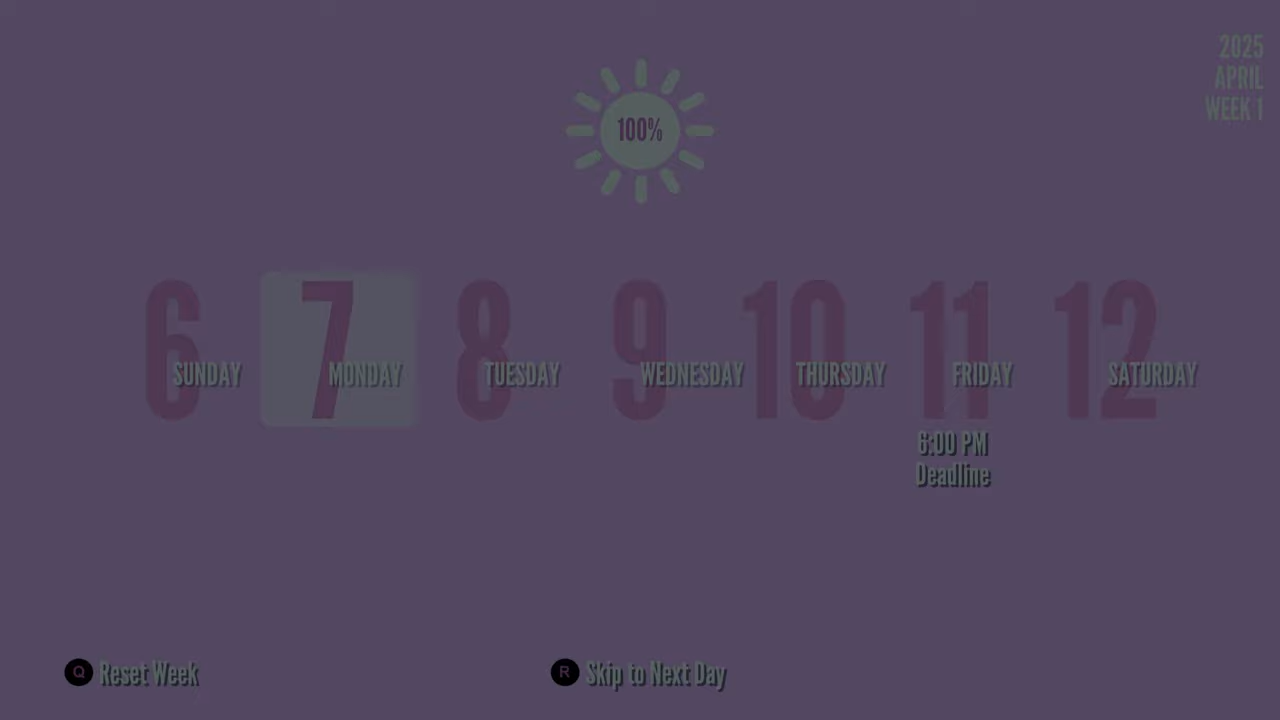 2025
APRIL
WEEK 1
100%
6 7 8 9 10 11 12
SUNDAY MONDAY TUESDAY WEDNESDAY THURSDAY FRIDAY SATURDAY
6:00 PM
Deadline
Q Reset Week
R Skip to Next Day